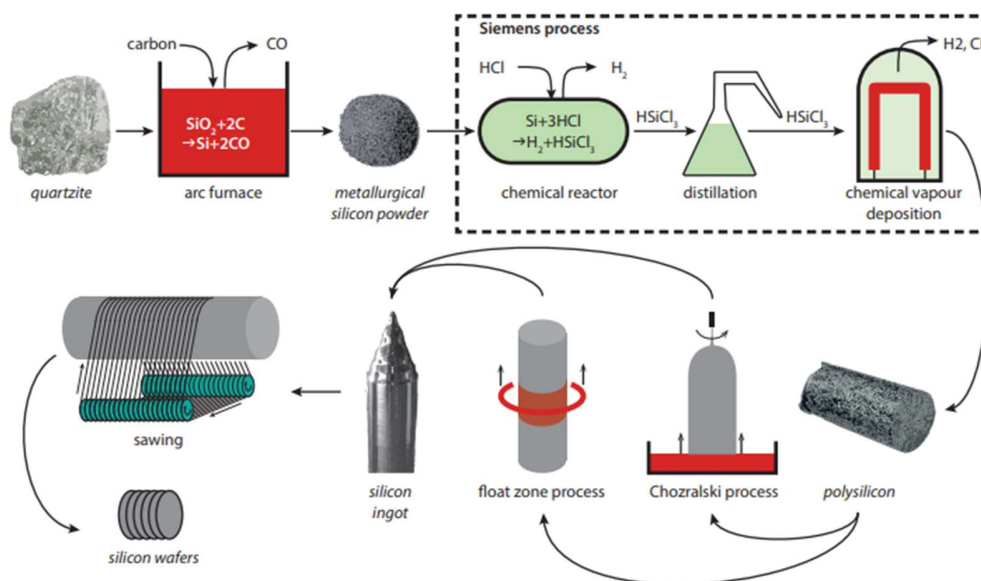 Siemens process
carbon
CO
HCl
H₂
H2, Cl
SiO₂+2C
→Si+2CO
Si+3HCl
→H₂+HSiCl₃
HSiCl₃
HSiCl₃
quartzite
arc furnace
metallurgical
silicon powder
chemical reactor
distillation
chemical vapour
deposition
sawing
silicon
ingot
float zone process
Chozralski process
polysilicon
silicon wafers